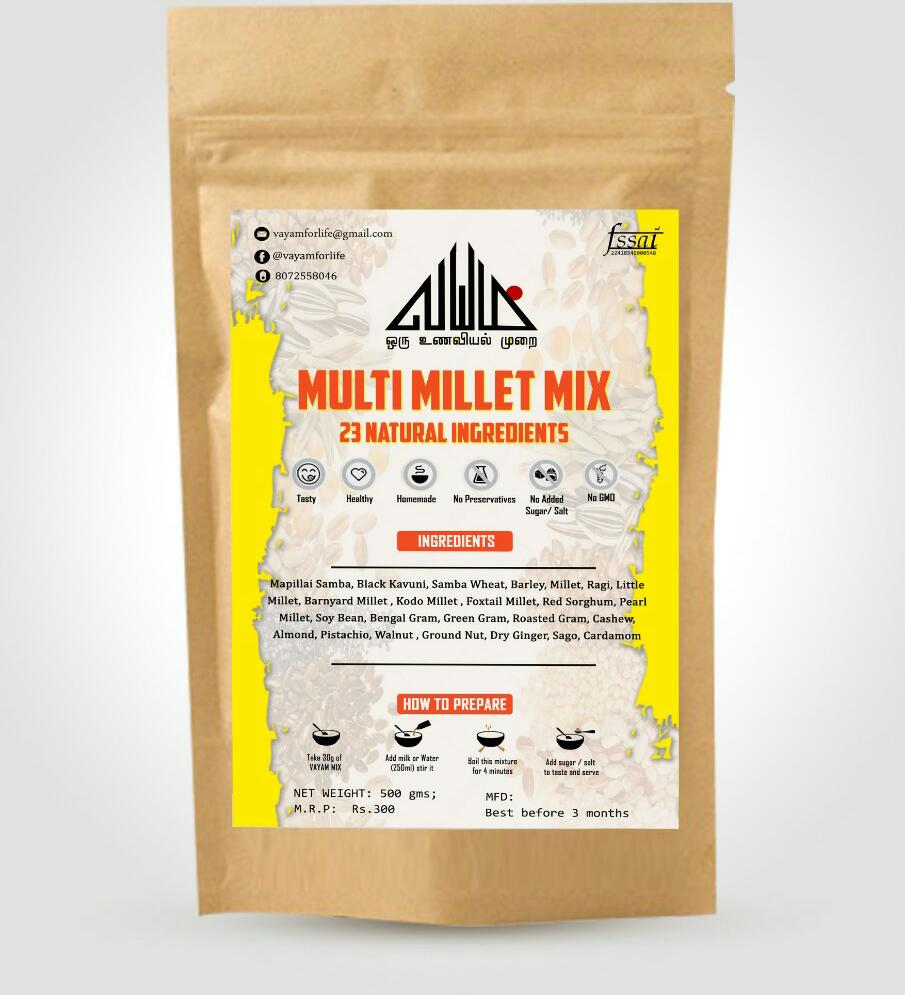 vayamforlife@gmail.com
@vayamforlife
8072558046
fssai
22418545000548
வயம்
ஒரு உணவியல் முறை
MULTI MILLET MIX
23 NATURAL INGREDIENTS
Tasty
Healthy
Homemade
No Preservatives
No Added
Sugar/ Salt
No GMO
INGREDIENTS
Mapillai Samba, Black Kavuni, Samba Wheat, Barley, Millet, Ragi, Little
Millet, Barnyard Millet , Kodo Millet , Foxtail Millet, Red Sorghum, Pearl
Millet, Soy Bean, Bengal Gram, Green Gram, Roasted Gram, Cashew,
Almond, Pistachio, Walnut , Ground Nut, Dry Ginger, Sago, Cardamom
HOW TO PREPARE
Take 30g of
VAYAM MIX
Add milk or Water
(250ml) stir it
Boil this mixture
for 4 minutes
Add sugar / salt
to taste and serve
NET WEIGHT: 500 gms;
M.R.P: Rs.300
MFD:
Best before 3 months